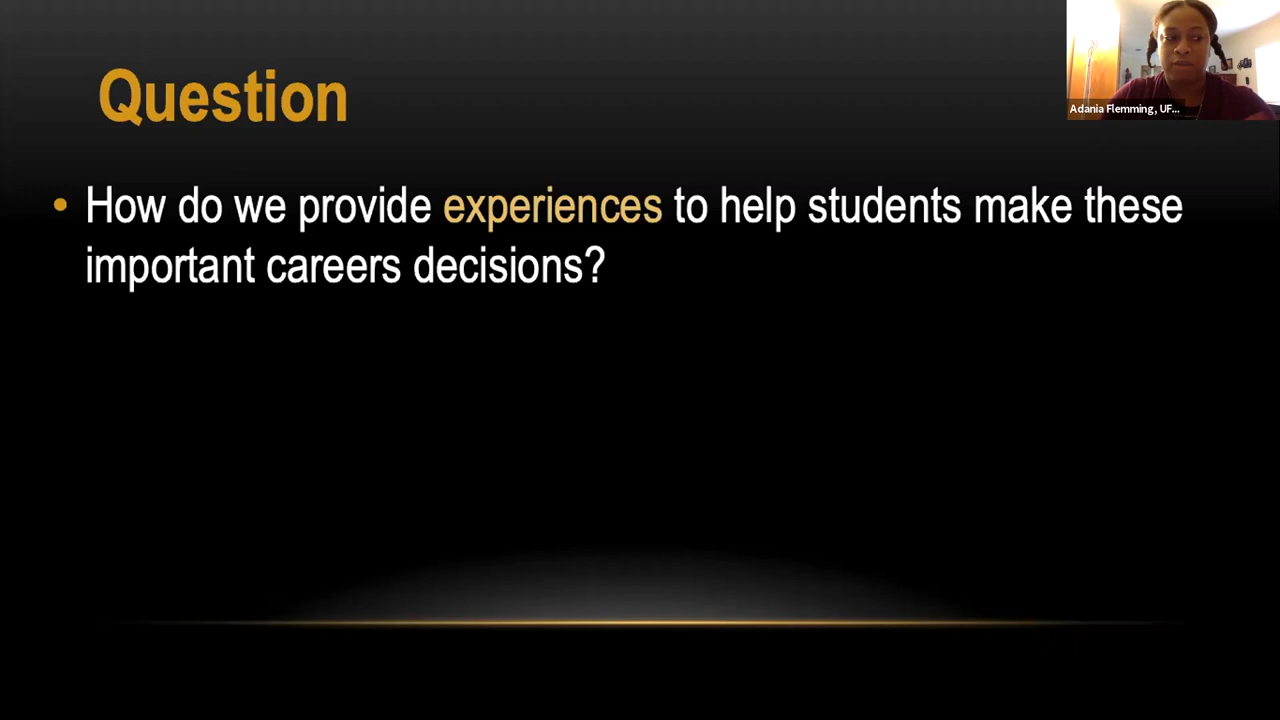 Question
Adania Flemming, UF...
• How do we provide experiences to help students make these
important careers decisions?